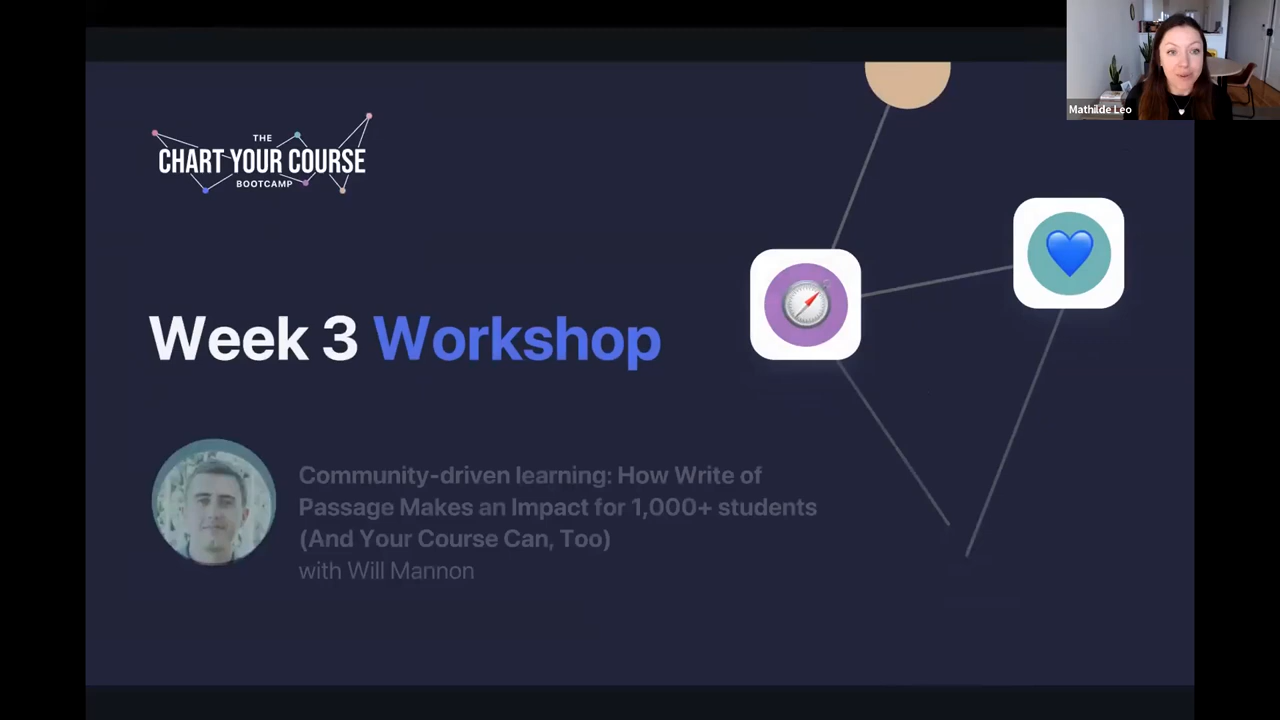 Mathilde Leo
THE
CHART YOUR COURSE
BOOTCAMP
Week 3 Workshop
Community-driven learning: How Write of
Passage Makes an Impact for 1,000+ students
(And Your Course Can, Too)
with Will Mannon